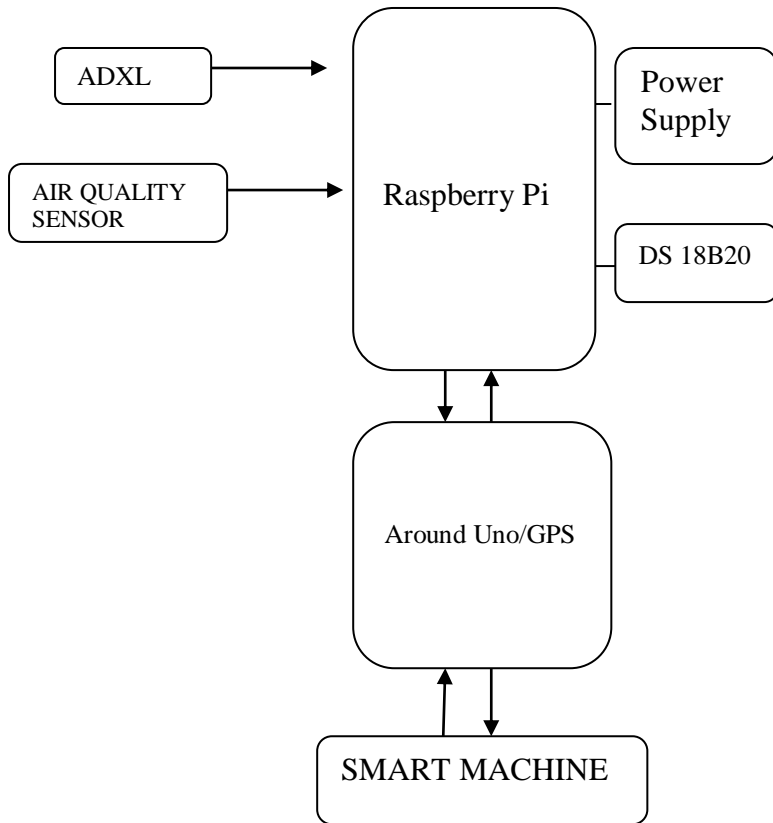 ADXL
Power
Supply
AIR QUALITY
SENSOR
Raspberry Pi
DS 18B20
Around Uno/GPS
SMART MACHINE